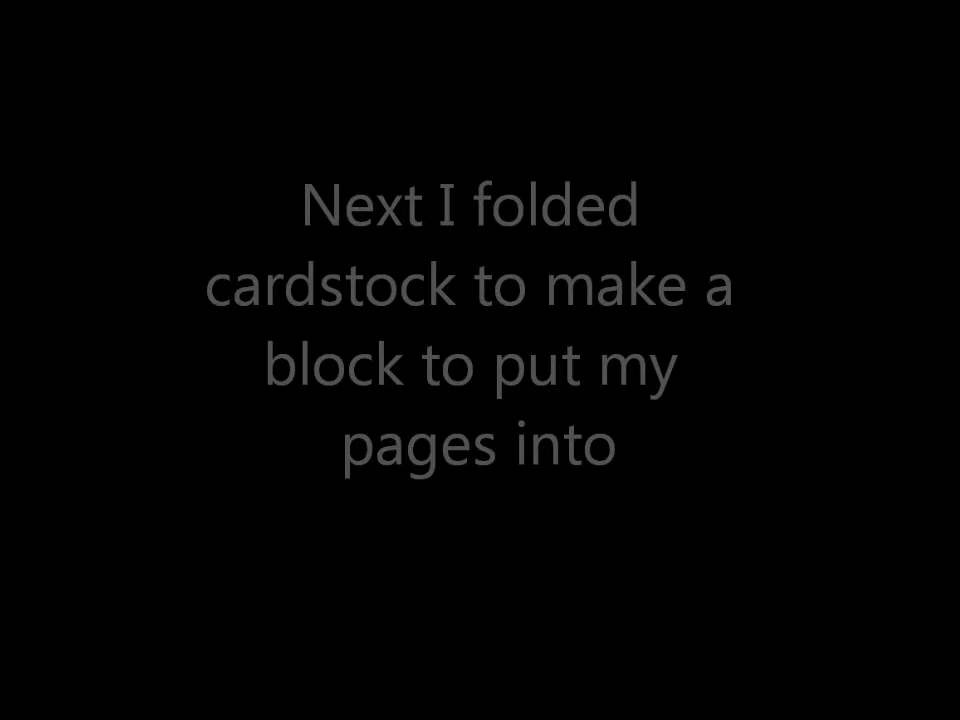 Next I folded
cardstock to make a
block to put my
pages into